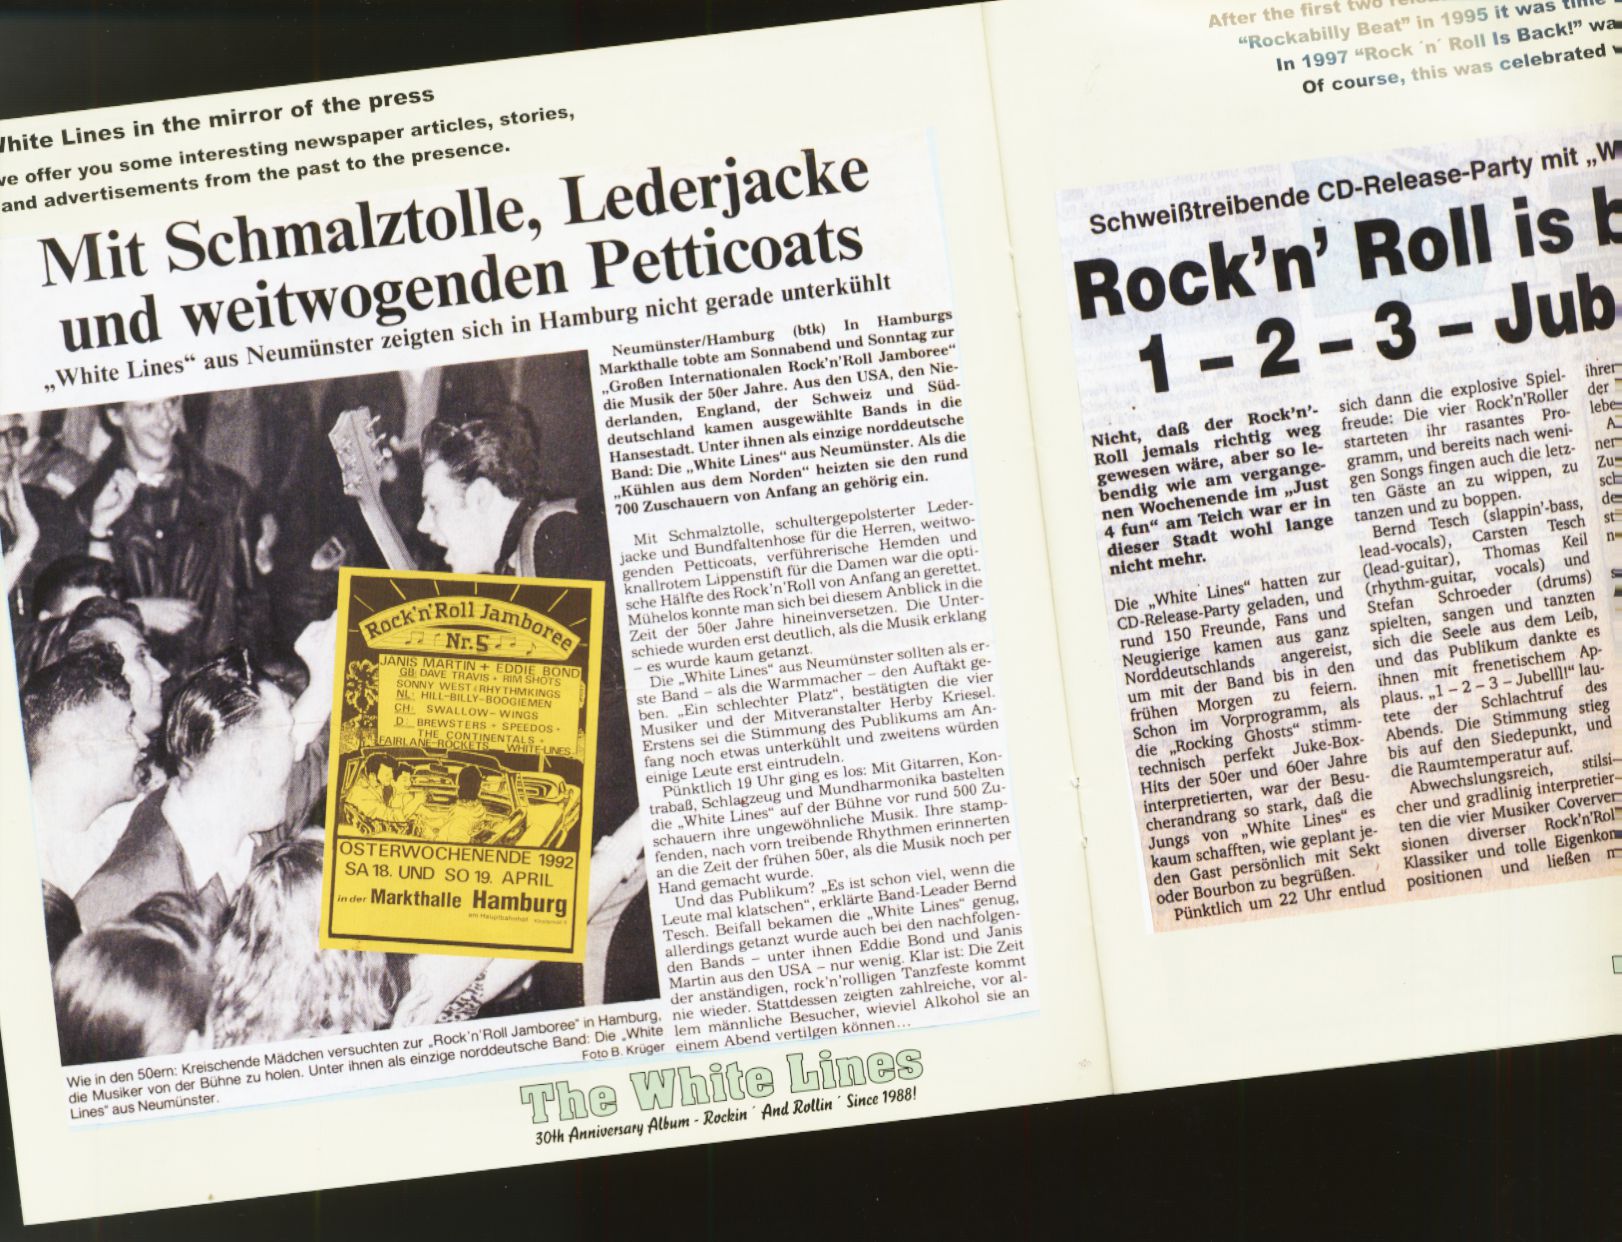 White Lines in the mirror of the press
we offer you some interesting newspaper articles, stories,
and advertisements from the past to the presence.
Mit Schmalztolle, Lederjacke
und weitwogenden Petticoats
„White Lines“ aus Neumünster zeigten sich in Hamburg nicht gerade unterkühlt
Neumünster/Hamburg (btk) In Hamburgs
Markthalle tobte am Sonnabend und Sonntag zur
„Großen Internationalen Rock'n'Roll Jamboree“
die Musik der 50er Jahre. Aus den USA, den Nie-
derlanden, England, der Schweiz und Süd-
deutschland kamen ausgewählte Bands in die
Hansestadt. Unter ihnen als einzige norddeutsche
Band: Die „White Lines“ aus Neumünster. Als die
„Kühlen aus dem Norden“ heizten sie den rund
700 Zuschauern von Anfang an gehörig ein.
Mit Schmalztolle, schultergepolsterter Leder-
jacke und Bundfaltenhose für die Herren, weitwo-
genden Petticoats, verführerische Hemden und
knallrotem Lippenstift für die Damen war die opti-
sche Hälfte des Rock'n'Roll von Anfang an gerettet.
Mühelos konnte man sich bei diesem Anblick in die
Zeit der 50er Jahre hineinversetzen. Die Unter-
schiede wurden erst deutlich, als die Musik erklang
– es wurde kaum getanzt.
Die „White Lines“ aus Neumünster sollten als er-
ste Band – als die Warmmacher – den Auftakt ge-
ben. „Ein schlechter Platz“, bestätigten die vier
Musiker und der Mitveranstalter Herby Kriesel.
Erstens sei die Stimmung des Publikums am An-
fang noch etwas unterkühlt und zweitens würden
einige Leute erst eintrudeln.
Pünktlich 19 Uhr ging es los: Mit Gitarren, Kon-
trabaß, Schlagzeug und Mundharmonika bastelten
die „White Lines“ auf der Bühne vor rund 500 Zu-
schauern ihre ungewöhnliche Musik. Ihre stamp-
fenden, nach vorn treibende Rhythmen erinnerten
an die Zeit der frühen 50er, als die Musik noch per
Hand gemacht wurde.
Und das Publikum? „Es ist schon viel, wenn die
Leute mal klatschen“, erklärte Band-Leader Bernd
Tesch. Beifall bekamen die „White Lines“ genug,
allerdings getanzt wurde auch bei den nachfolgen-
den Bands – unter ihnen Eddie Bond und Janis
Martin aus den USA – nur wenig. Klar ist: Die Zeit
der anständigen, rock'n'rolligen Tanzfeste kommt
nie wieder. Stattdessen zeigten zahlreiche, vor al-
lem männliche Besucher, wieviel Alkohol sie an
einem Abend vertilgen können...
Rock'n'Roll Jamboree
Nr.5
JANIS MARTIN + EDDIE BOND
GB: DAVE TRAVIS + RIM SHOTS
SONNY WEST & RHYTHMKINGS
NL: HILL-BILLY-BOOGIEMEN
CH: SWALLOW-WINGS
D: BREWSTERS + SPEEDOS +
THE CONTINENTALS +
FAIRLANE-ROCKETS WHITE-LINES
OSTERWOCHENENDE 1992
SA 18. UND SO 19. APRIL
in der Markthalle Hamburg
am Hauptbahnhof
Wie in den 50ern: Kreischende Mädchen versuchten zur „Rock'n'Roll Jamboree“ in Hamburg,
die Musiker von der Bühne zu holen. Unter ihnen als einzige norddeutsche Band: Die „White
Lines“ aus Neumünster. Foto B. Krüger
The White Lines
30th Anniversary Album - Rockin´ And Rollin´ Since 1988!
After the first two
“Rockabilly Beat” in 1995 it was time
In 1997 “Rock ´n´ Roll Is Back!” wa
Of course, this was celebrated
Schweißtreibende CD-Release-Party mit „W
Rock'n' Roll is b
1 – 2 – 3 – Jub
Nicht, daß der Rock'n'-
Roll jemals richtig weg
gewesen wäre, aber so le-
bendig wie am vergange-
nen Wochenende im „Just
4 fun“ am Teich war er in
dieser Stadt wohl lange
nicht mehr.
Die „White Lines“ hatten zur
CD-Release-Party geladen, und
rund 150 Freunde, Fans und
Neugierige kamen aus ganz
Norddeutschlands angereist,
um mit der Band bis in den
frühen Morgen zu feiern.
Schon im Vorprogramm, als
die „Rocking Ghosts“ stimm-
technisch perfekt Juke-Box-
Hits der 50er und 60er Jahre
interpretierten, war der Besu-
cherandrang so stark, daß die
Jungs von „White Lines“ es
kaum schafften, wie geplant je-
den Gast persönlich mit Sekt
oder Bourbon zu begrüßen.
Pünktlich um 22 Uhr entlud
sich dann die explosive Spiel-
freude: Die vier Rock'n'Roller
starteten ihr rasantes Pro-
gramm, und bereits nach weni-
gen Songs fingen auch die letz-
ten Gäste an zu wippen, zu
tanzen und zu boppen.
Bernd Tesch (slappin'-bass,
lead-vocals), Carsten Tesch
(lead-guitar), Thomas Keil
(rhythm-guitar, vocals) und
Stefan Schroeder (drums)
spielten, sangen und tanzten
sich die Seele aus dem Leib,
und das Publikum dankte es
ihnen mit frenetischem Ap-
plaus. „1 – 2 – 3 – Jubelll!“ lau-
tete der Schlachtruf des
Abends. Die Stimmung stieg
bis auf den Siedepunkt, und
die Raumtemperatur auf.
Abwechslungsreich, stilsi-
cher und gradlinig interpretier-
ten die vier Musiker Coverver-
sionen diverser Rock'n'Roll
Klassiker und tolle Eigenkom
positionen und ließen
ihrer
der
lebe